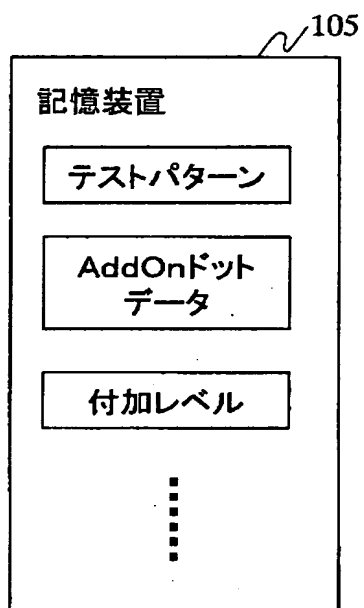 105
記憶装置
テストパターン
AddOnドット
データ
付加レベル